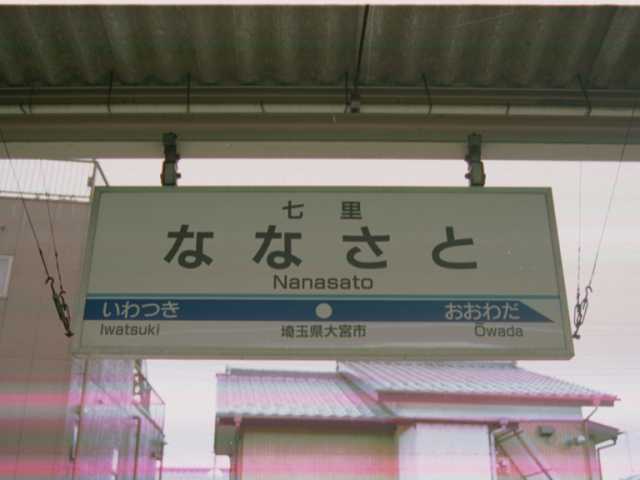 七里
ななさと
Nanasato
いわつき おおわだ
Iwatsuki 埼玉県大宮市 Ōwada